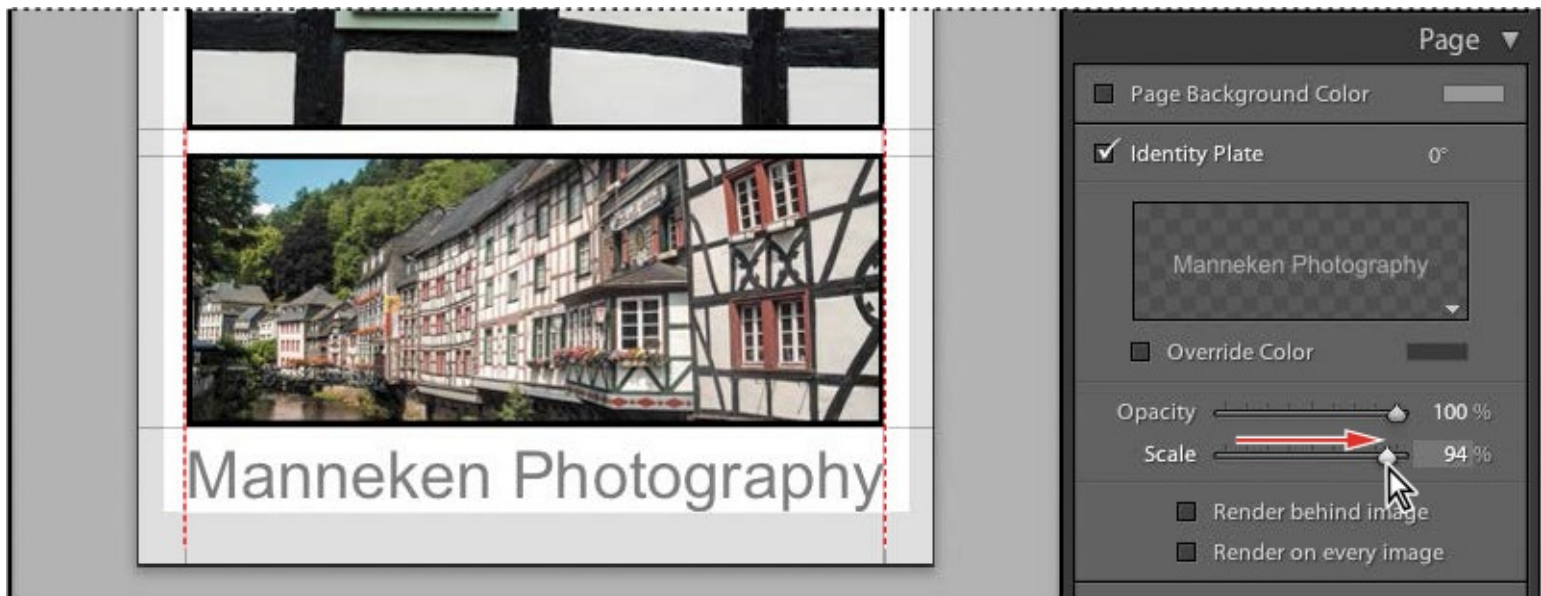 Page ▼
Page Background Color
Identity Plate 0°
Manneken Photography
Override Color
Opacity 100 %
Scale 94 %
Render behind image
Render on every image
Manneken Photography